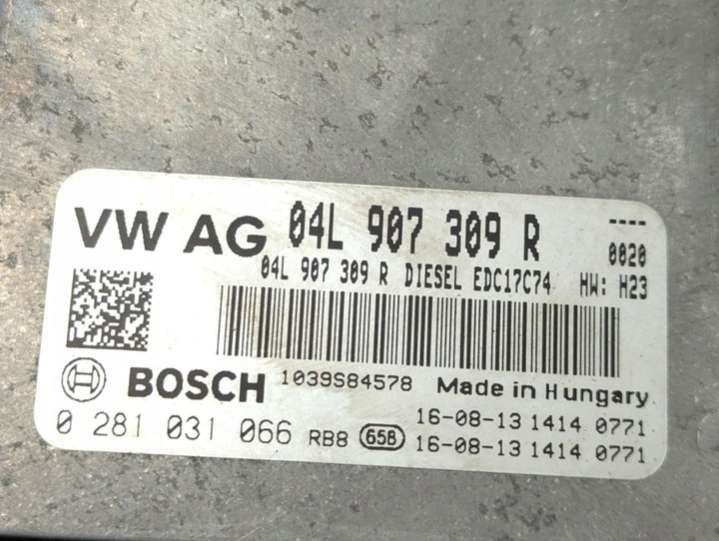 VW AG 04L 907 309 R ----
04L 907 309 R DIESEL EDC17C74 0020
HW: H23
BOSCH 1039S84578 Made in Hungary
0 281 031 066 RB8 658 16-08-13 1414 0771
16-08-13 1414 0771